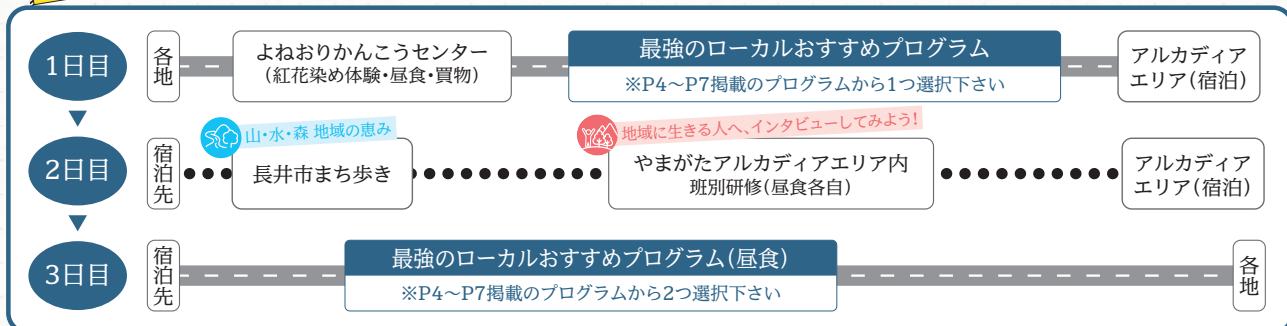 1日目
各地
よねおりかんこうセンター
(紅花染め体験・昼食・買物)
最強のローカルおすすめプログラム
※P4〜P7掲載のプログラムから1つ選択下さい
アルカディア
エリア(宿泊)
2日目
宿泊先
山・水・森 地域の恵み
長井市まち歩き
地域に生きる人へ、インタビューしてみよう!
やまがたアルカディアエリア内
班別研修(昼食各自)
アルカディア
エリア(宿泊)
3日目
宿泊先
最強のローカルおすすめプログラム(昼食)
※P4〜P7掲載のプログラムから2つ選択下さい
各地